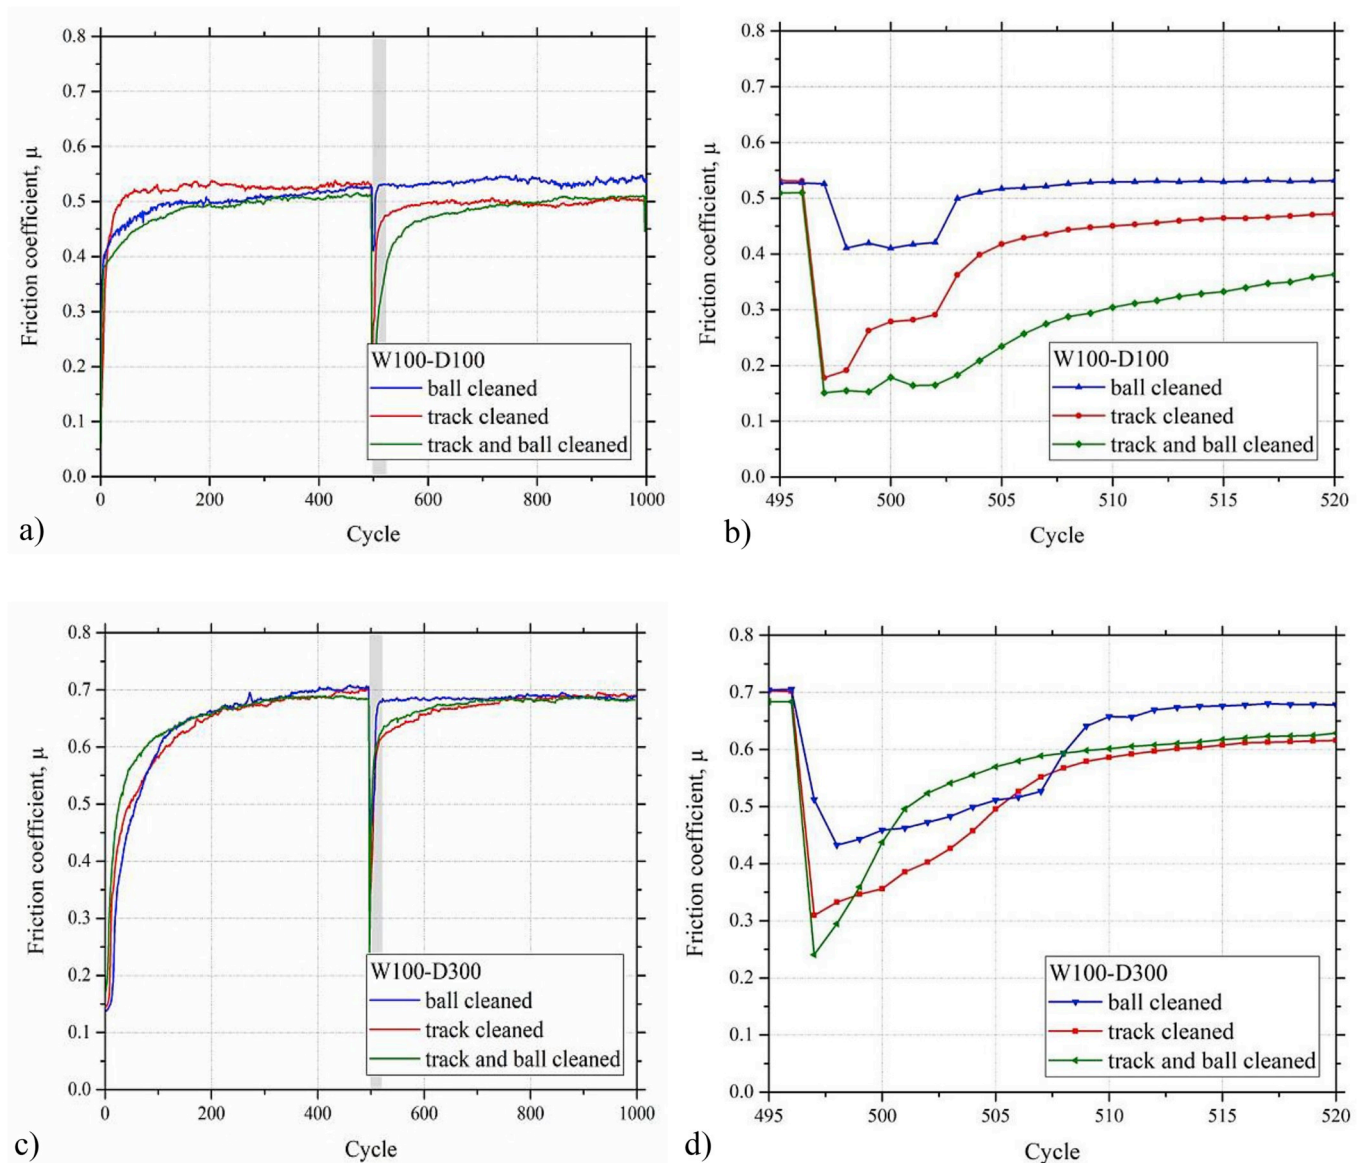 0.8
0.7
0.6
0.5
0.4
0.3
0.2
0.1
0.0
Friction coefficient, μ
W100-D100
ball cleaned
track cleaned
track and ball cleaned
0 200 400 600 800 1000
Cycle
a)
0.8
0.7
0.6
0.5
0.4
0.3
0.2
0.1
0.0
Friction coefficient, μ
W100-D100
ball cleaned
track cleaned
track and ball cleaned
495 500 505 510 515 520
Cycle
b)
0.8
0.7
0.6
0.5
0.4
0.3
0.2
0.1
0.0
Friction coefficient, μ
W100-D300
ball cleaned
track cleaned
track and ball cleaned
0 200 400 600 800 1000
Cycle
c)
0.8
0.7
0.6
0.5
0.4
0.3
0.2
0.1
0.0
Friction coefficient, μ
W100-D300
ball cleaned
track cleaned
track and ball cleaned
495 500 505 510 515 520
Cycle
d)